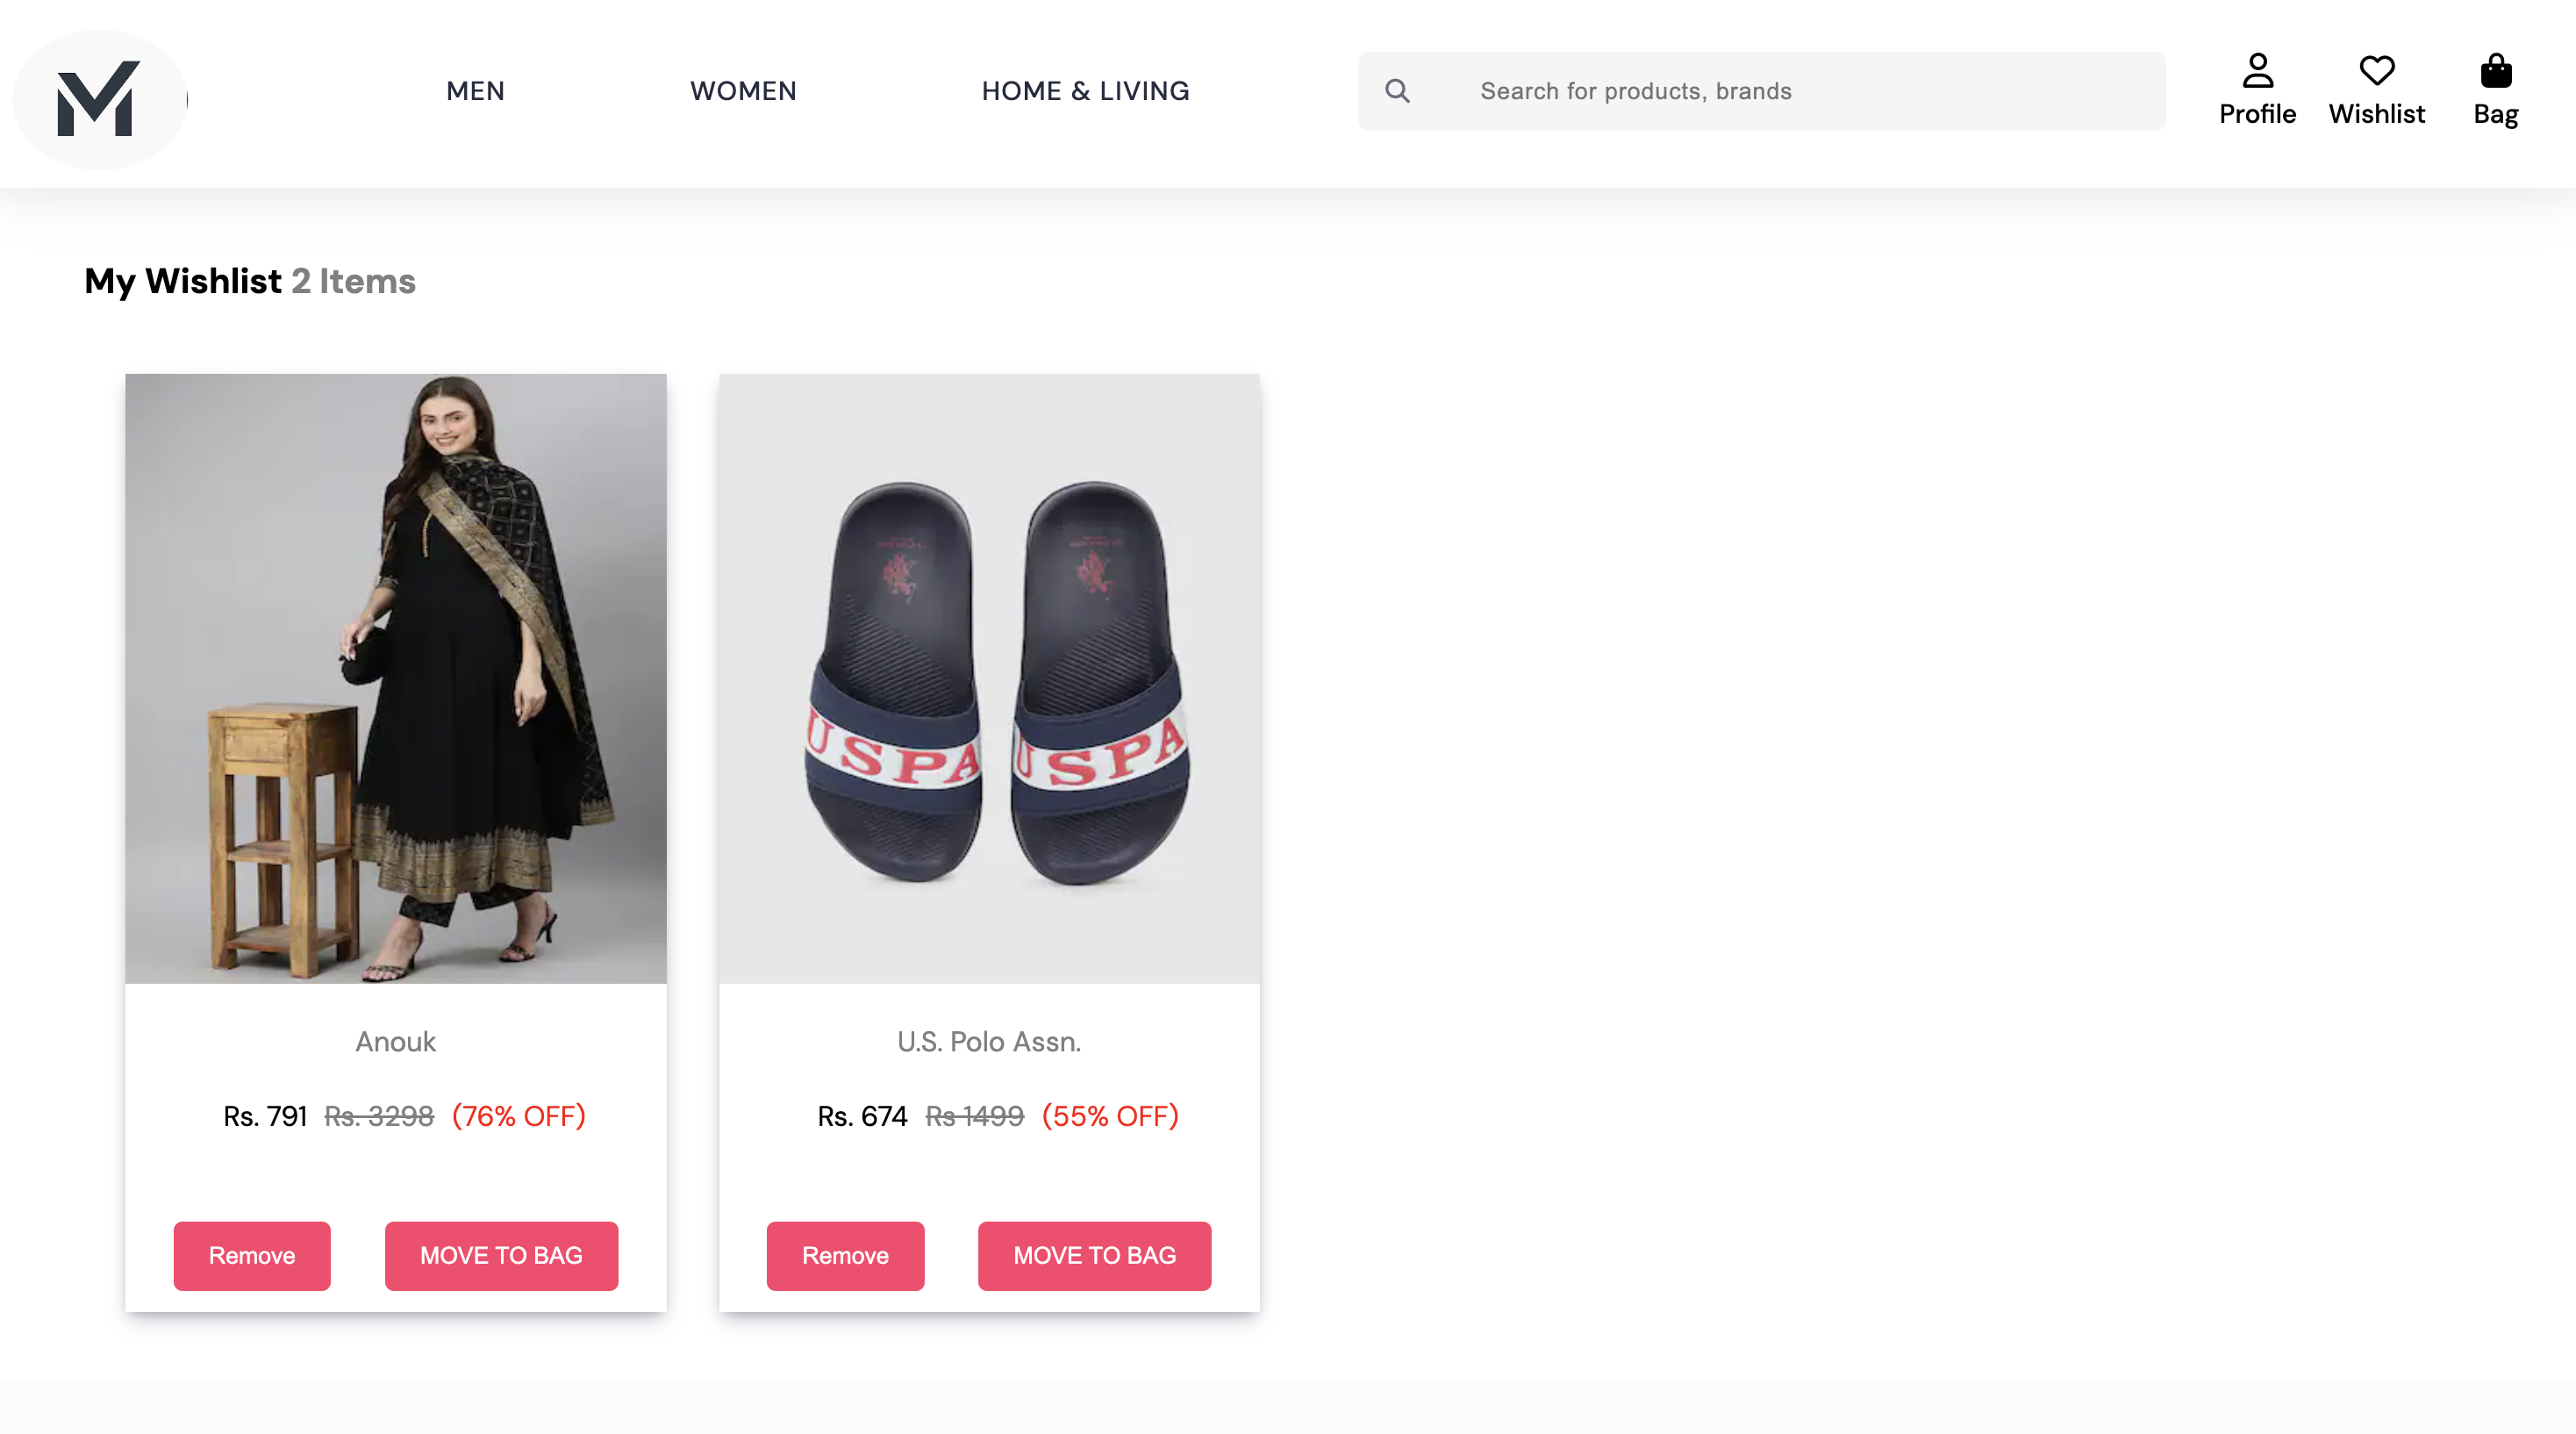 MEN
WOMEN
HOME & LIVING
Search for products, brands
Profile
Wishlist
Bag
My Wishlist 2 Items
USPA
USPA
Anouk
Rs. 791 Rs. 3298 (76% OFF)
Remove
MOVE TO BAG
U.S. Polo Assn.
Rs. 674 Rs 1499 (55% OFF)
Remove
MOVE TO BAG